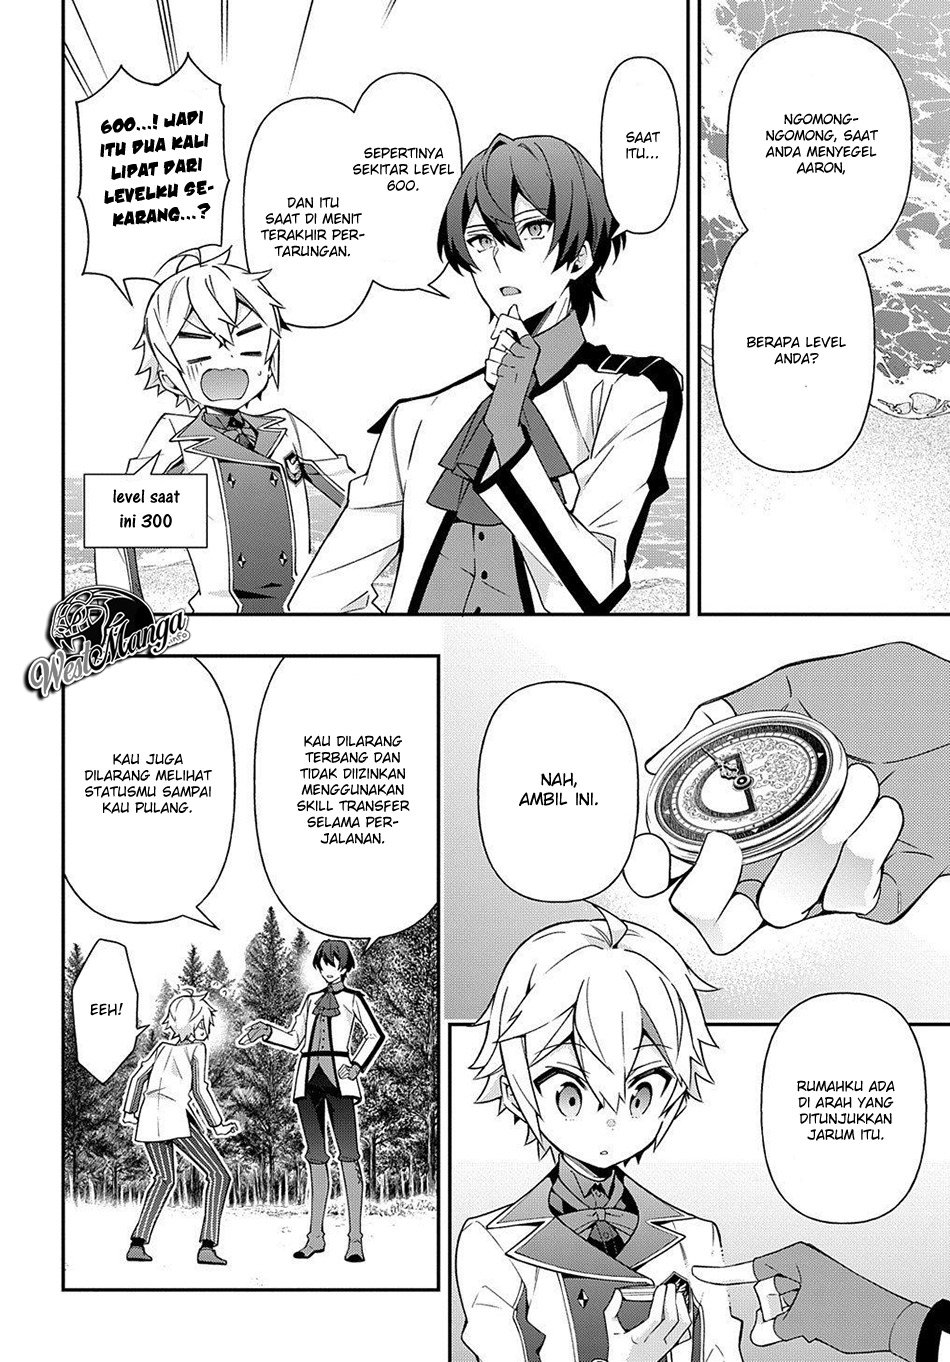 NGOMONG-
NGOMONG, SAAT
ANDA MENYEGEL
AARON,
BERAPA LEVEL
ANDA?
SAAT
ITU...
SEPERTINYA
SEKITAR LEVEL
600.
DAN ITU
SAAT DI MENIT
TERAKHIR PER-
TARUNGAN.
600...! JADI
ITU DUA KALI
LIPAT DARI
LEVELKU SE-
KARANG...?
level saat
ini 300
WestManga
.info
NAH,
AMBIL INI.
RUMAHKU ADA
DI ARAH YANG
DITUNJUKKAN
JARUM ITU.
KAU DILARANG
TERBANG DAN
TIDAK DIIZINKAN
MENGGUNAKAN
SKILL TRANSFER
SELAMA PER-
JALANAN.
KAU JUGA
DILARANG MELIHAT
STATUSMU SAMPAI
KAU PULANG.
EEH!